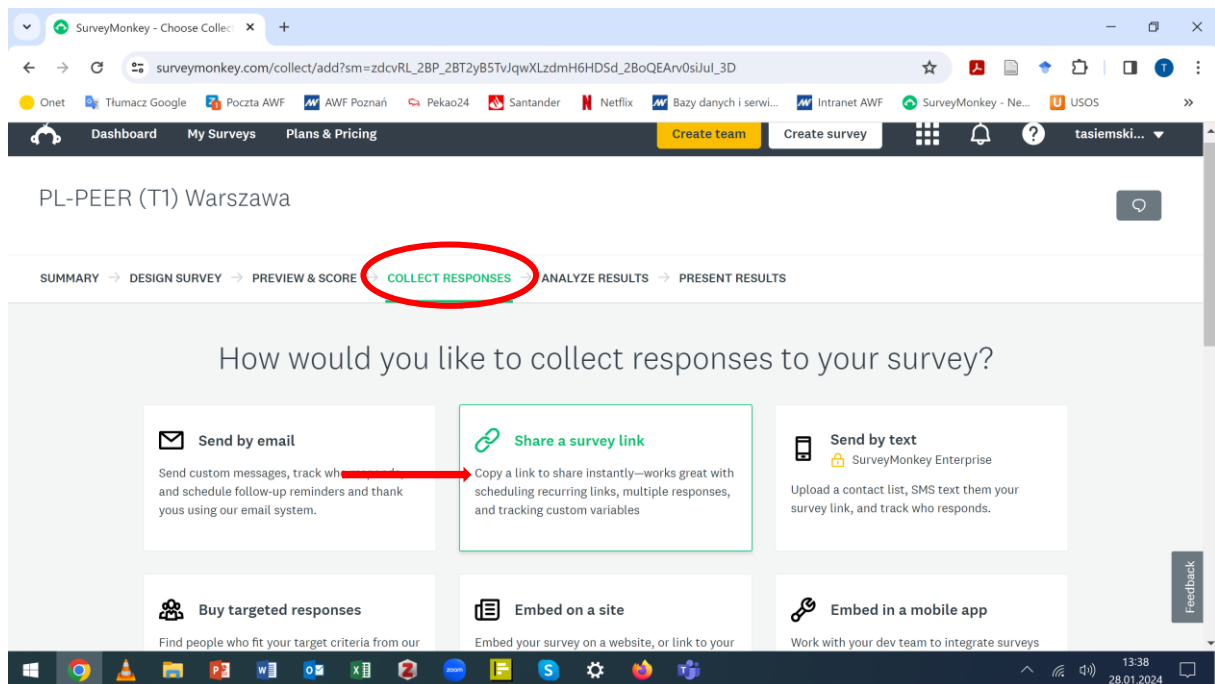 SurveyMonkey - Choose Collec
surveymonkey.com/collect/add?sm=zdcvRL_2BP_2BT2yB5TvJqwXLzdmH6HDSd_2BoQEArv0siJuI_3D
T
Onet Tłumacz Google Poczta AWF AWF Poznań Pekao24 Santander Netflix Bazy danych i serwi... Intranet AWF SurveyMonkey - Ne... USOS
Dashboard My Surveys Plans & Pricing Create team Create survey tasiemski...
PL-PEER (T1) Warszawa
SUMMARY → DESIGN SURVEY → PREVIEW & SCORE → COLLECT RESPONSES → ANALYZE RESULTS → PRESENT RESULTS
How would you like to collect responses to your survey?
Send by email
Send custom messages, track who responds,
and schedule follow-up reminders and thank
yous using our email system.
Share a survey link
Copy a link to share instantly—works great with
scheduling recurring links, multiple responses,
and tracking custom variables
Send by text
SurveyMonkey Enterprise
Upload a contact list, SMS text them your
survey link, and track who responds.
Buy targeted responses
Find people who fit your target criteria from our
Embed on a site
Embed your survey on a website, or link to your
Embed in a mobile app
Work with your dev team to integrate surveys
Feedback
zoom
13:38
28.01.2024